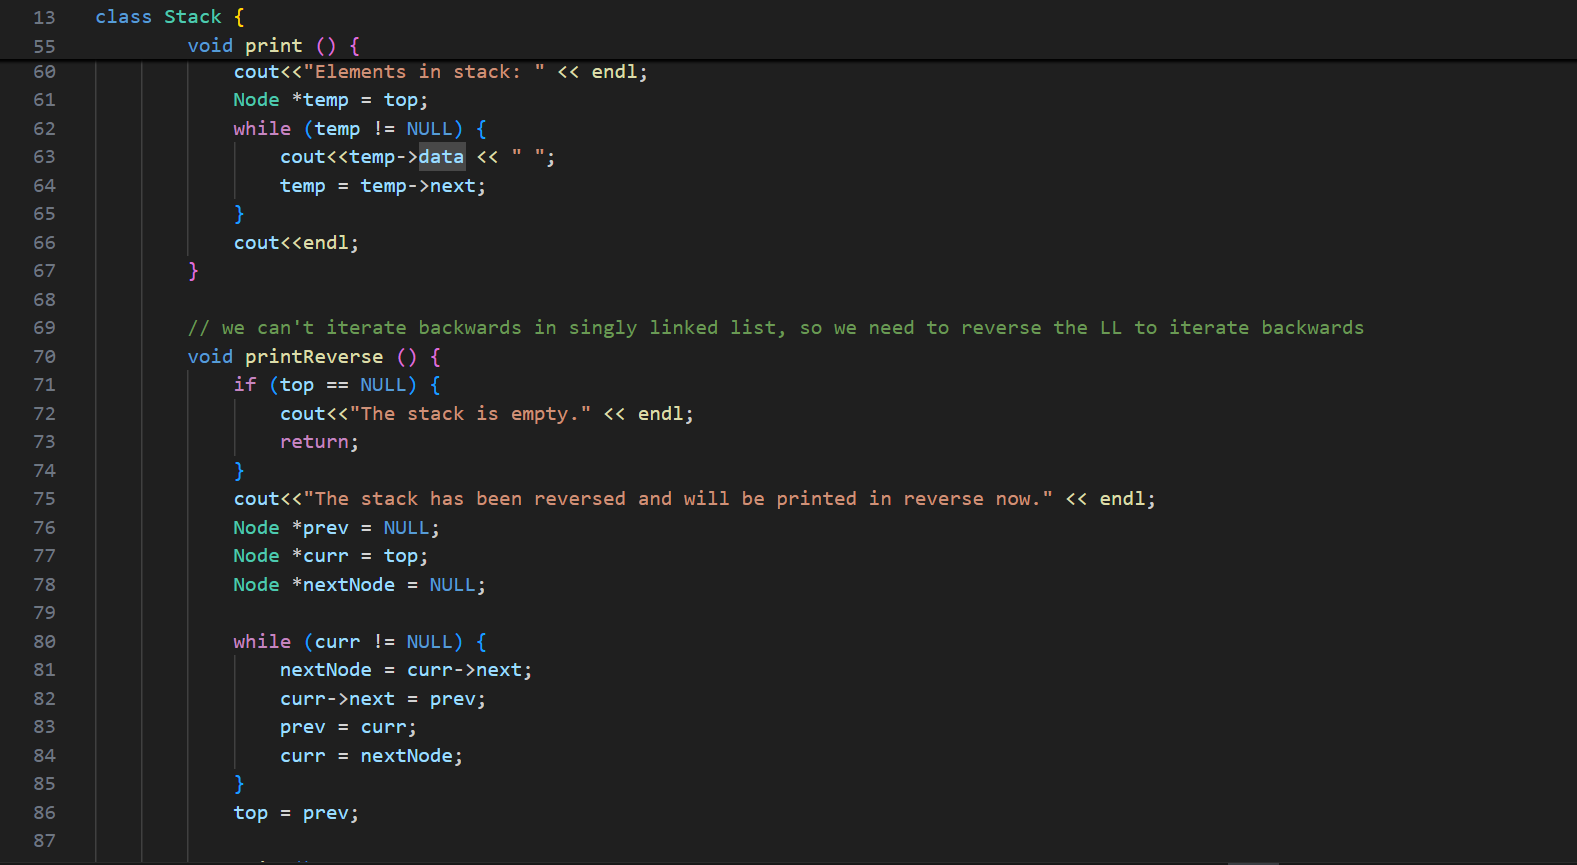 13 class Stack {
55 void print () {
60 cout<<"Elements in stack: " << endl;
61 Node *temp = top;
62 while (temp != NULL) {
63 cout<<temp->data << " ";
64 temp = temp->next;
65 }
66 cout<<endl;
67 }
68
69 // we can't iterate backwards in singly linked list, so we need to reverse the LL to iterate backwards
70 void printReverse () {
71 if (top == NULL) {
72 cout<<"The stack is empty." << endl;
73 return;
74 }
75 cout<<"The stack has been reversed and will be printed in reverse now." << endl;
76 Node *prev = NULL;
77 Node *curr = top;
78 Node *nextNode = NULL;
79
80 while (curr != NULL) {
81 nextNode = curr->next;
82 curr->next = prev;
83 prev = curr;
84 curr = nextNode;
85 }
86 top = prev;
87